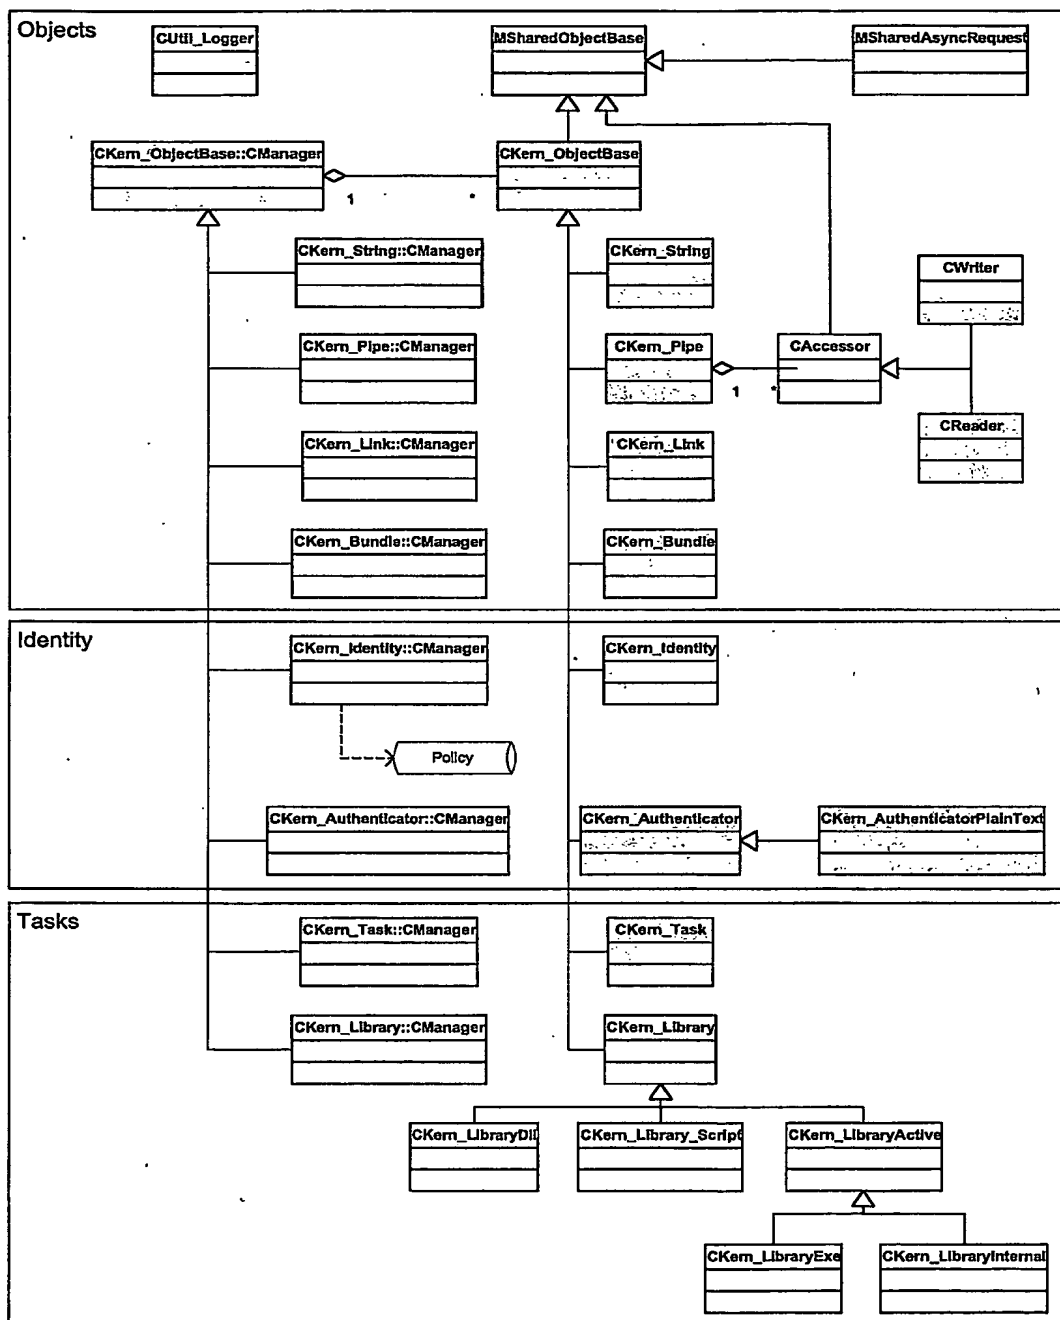 Objects
CUtil_Logger
MSharedObjectBase
MSharedAsyncRequest
CKern_ObjectBase::CManager
CKern_ObjectBase
1
*
CKern_String::CManager
CKern_String
CWriter
CKern_Pipe::CManager
CKern_Pipe
CAccessor
1
*
CKern_Link::CManager
CKern_Link
CReader
CKern_Bundle::CManager
CKern_Bundle
Identity
CKern_Identity::CManager
CKern_Identity
Policy
CKern_Authenticator::CManager
CKern_Authenticator
CKern_AuthenticatorPlainText
Tasks
CKern_Task::CManager
CKern_Task
CKern_Library::CManager
CKern_Library
CKern_LibraryDll
CKern_Library_Script
CKern_LibraryActive
CKern_LibraryExe
CKern_LibraryInternal